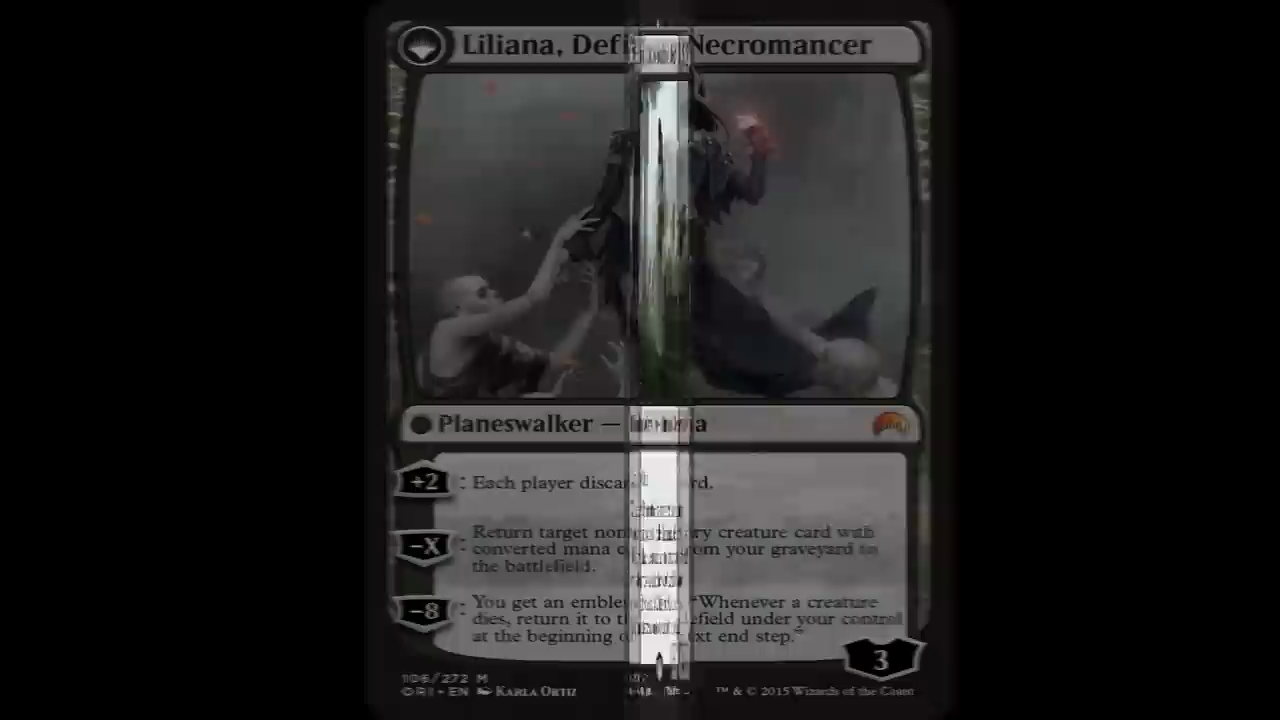 Liliana, Defi Necromancer
Planeswalker — a
+2 : Each player disca rd.
-X : Return target non ry creature card with
converted mana c om your graveyard to
the battlefield.
-8 : You get an emble "Whenever a creature
dies, return it to t lefield under your control
at the beginning o xt end step."
3
106/272 M
ORI • EN Karla Ortiz ™ & © 2015 Wizards of the Coast